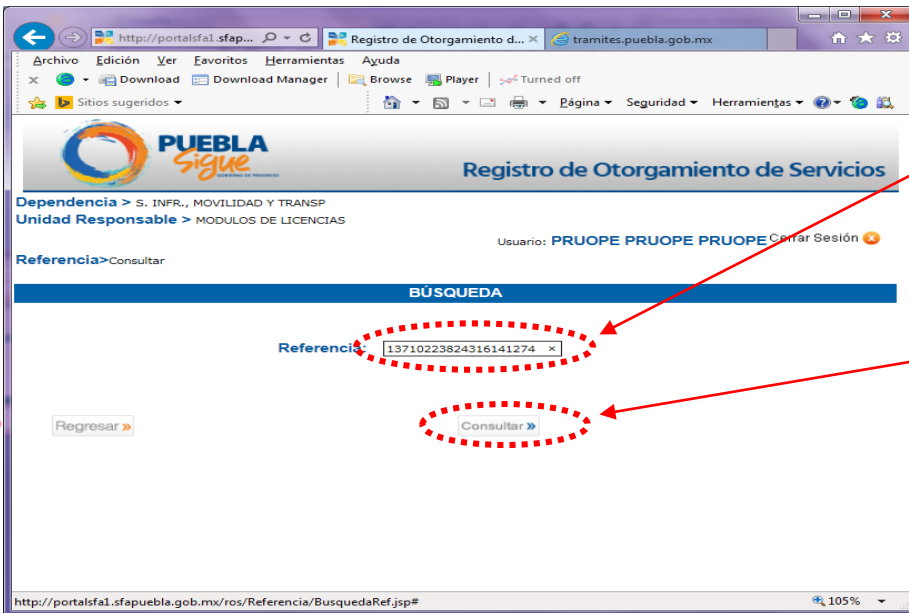 http://portalsfa1.sfap...
Registro de Otorgamiento d...
tramites.puebla.gob.mx
Archivo Edición Ver Favoritos Herramientas Ayuda
x Download Download Manager Browse Player Turned off
Sitios sugeridos Página Seguridad Herramientas
PUEBLA
Sigue
Registro de Otorgamiento de Servicios
Dependencia > S. INFR., MOVILIDAD Y TRANSP
Unidad Responsable > MODULOS DE LICENCIAS
Usuario: PRUOPE PRUOPE PRUOPE Cerrar Sesión
Referencia>Consultar
BÚSQUEDA
Referencia: 13710223824316141274 ×
Regresar» Consultar»
http://portalsfa1.sfapuebla.gob.mx/ros/Referencia/BusquedaRef.jsp# 105%